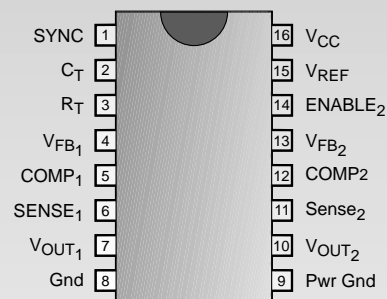 SYNC 1 16 VCC
CT 2 15 VREF
RT 3 14 ENABLE2
VFB1 4 13 VFB2
COMP1 5 12 COMP2
SENSE1 6 11 Sense2
VOUT1 7 10 VOUT2
Gnd 8 9 Pwr Gnd